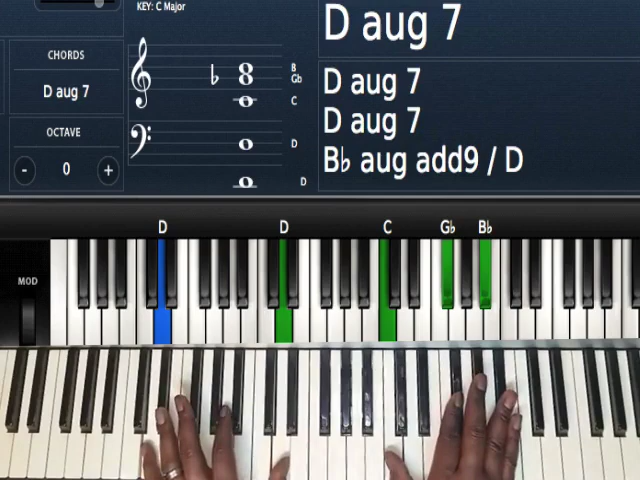 KEY: C Major
CHORDS
D aug 7
OCTAVE
- 0 +
B
Gb
C
D
D
D aug 7
D aug 7
D aug 7
B♭ aug add9 / D
D D C G♭ B♭
MOD